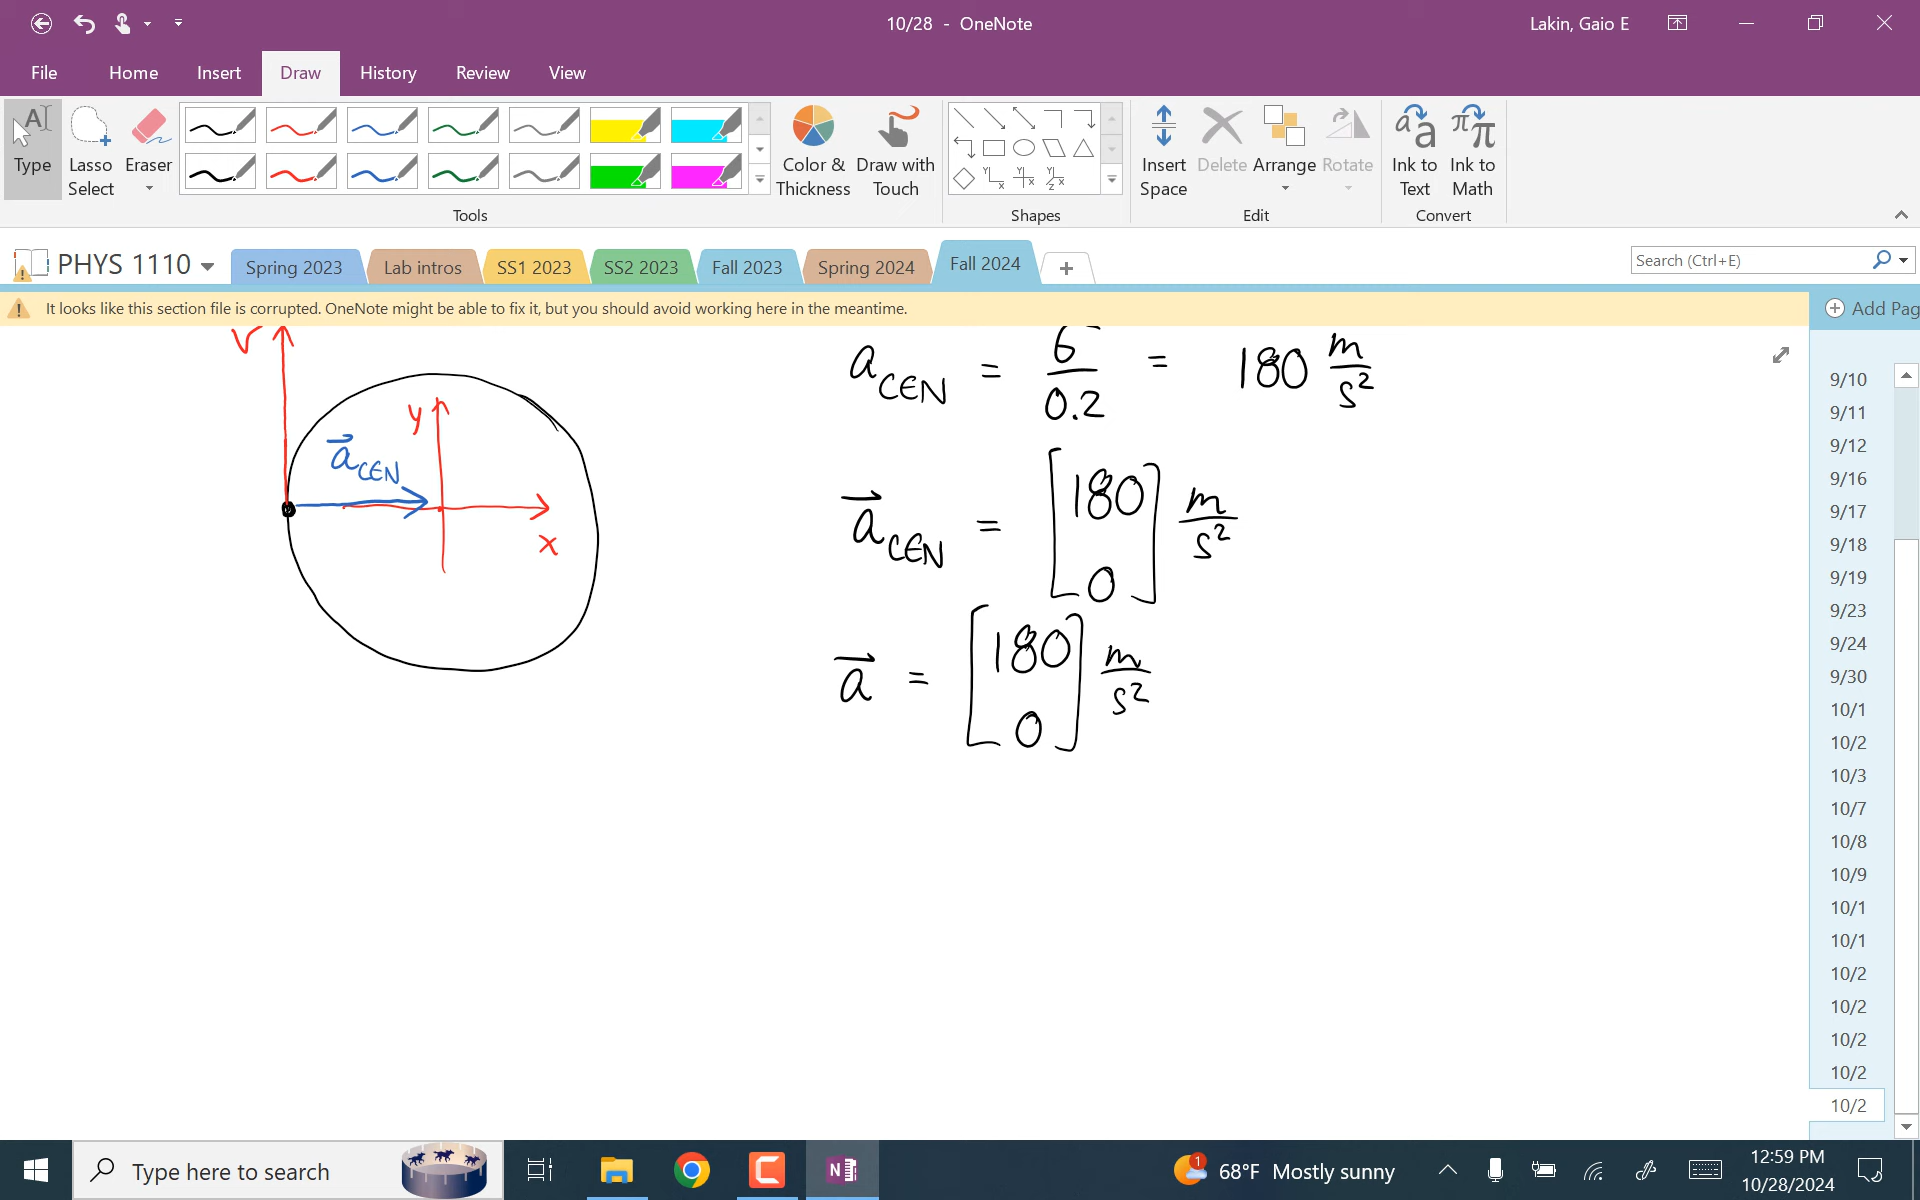 10/28 - OneNote
Lakin, Gaio E
File Home Insert Draw History Review View
Type
Lasso Select
Eraser
Color & Thickness
Draw with Touch
Insert Space
Delete
Arrange
Rotate
Ink to Text
Ink to Math
Tools
Shapes
Edit
Convert
PHYS 1110
Spring 2023
Lab intros
SS1 2023
SS2 2023
Fall 2023
Spring 2024
Fall 2024
Search (Ctrl+E)
It looks like this section file is corrupted. OneNote might be able to fix it, but you should avoid working here in the meantime.
Add Pag
V
y
a CEN
x
a CEN = 6 / 0.2 = 180 m/s²
a CEN = [180 0] m/s²
a = [180 0] m/s²
9/10
9/11
9/12
9/16
9/17
9/18
9/19
9/23
9/24
9/30
10/1
10/2
10/3
10/7
10/8
10/9
10/1
10/1
10/2
10/2
10/2
10/2
10/2
Type here to search
1
68°F Mostly sunny
12:59 PM
10/28/2024